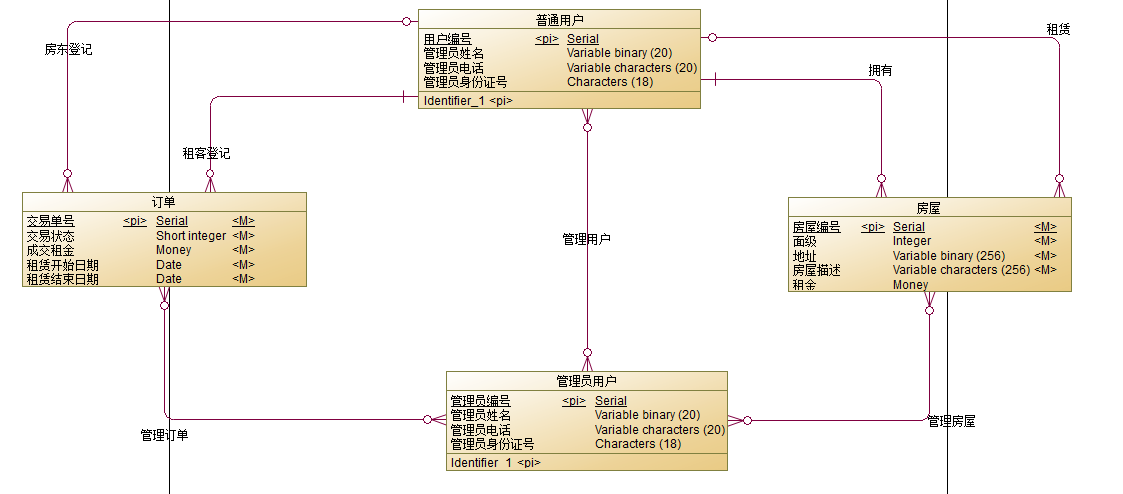 普通用户
用户编号 <pi> Serial
管理员姓名 Variable binary (20)
管理员电话 Variable characters (20)
管理员身份证号 Characters (18)
Identifier_1 <pi>
房东登记
租赁
拥有
租客登记
订单
交易单号 <pi> Serial <M>
交易状态 Short integer <M>
成交租金 Money <M>
租赁开始日期 Date <M>
租赁结束日期 Date <M>
房屋
房屋编号 <pi> Serial <M>
面级 Integer <M>
地址 Variable binary (256) <M>
房屋描述 Variable characters (256) <M>
租金 Money
管理用户
管理员用户
管理员编号 <pi> Serial
管理员姓名 Variable binary (20)
管理员电话 Variable characters (20)
管理员身份证号 Characters (18)
Identifier_1 <pi>
管理订单
管理房屋